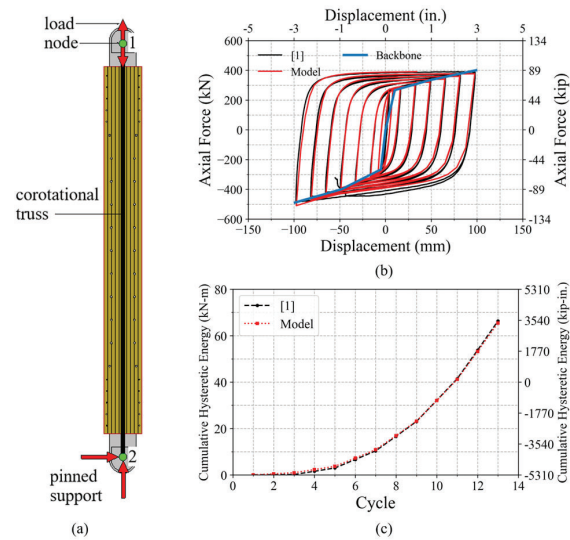 load
node
1
corotational
truss
2
pinned
support
(a)
Displacement (in.)
-5 -3 -1 0 1 3 5
[1] Backbone
Model
Axial Force (kN)
600
400
200
0
−200
−400
−600
Axial Force (kip)
134
89
44
0
-44
-89
-134
−150 −100 −50 0 50 100 150
Displacement (mm)
(b)
[1]
Model
Cumulative Hysteretic Energy (kN-m)
80
60
40
20
0
Cumulative Hysteretic Energy (kip-in.)
5310
3540
1770
0
-1770
-3540
-5310
0 2 4 6 8 10 12 14
Cycle
(c)